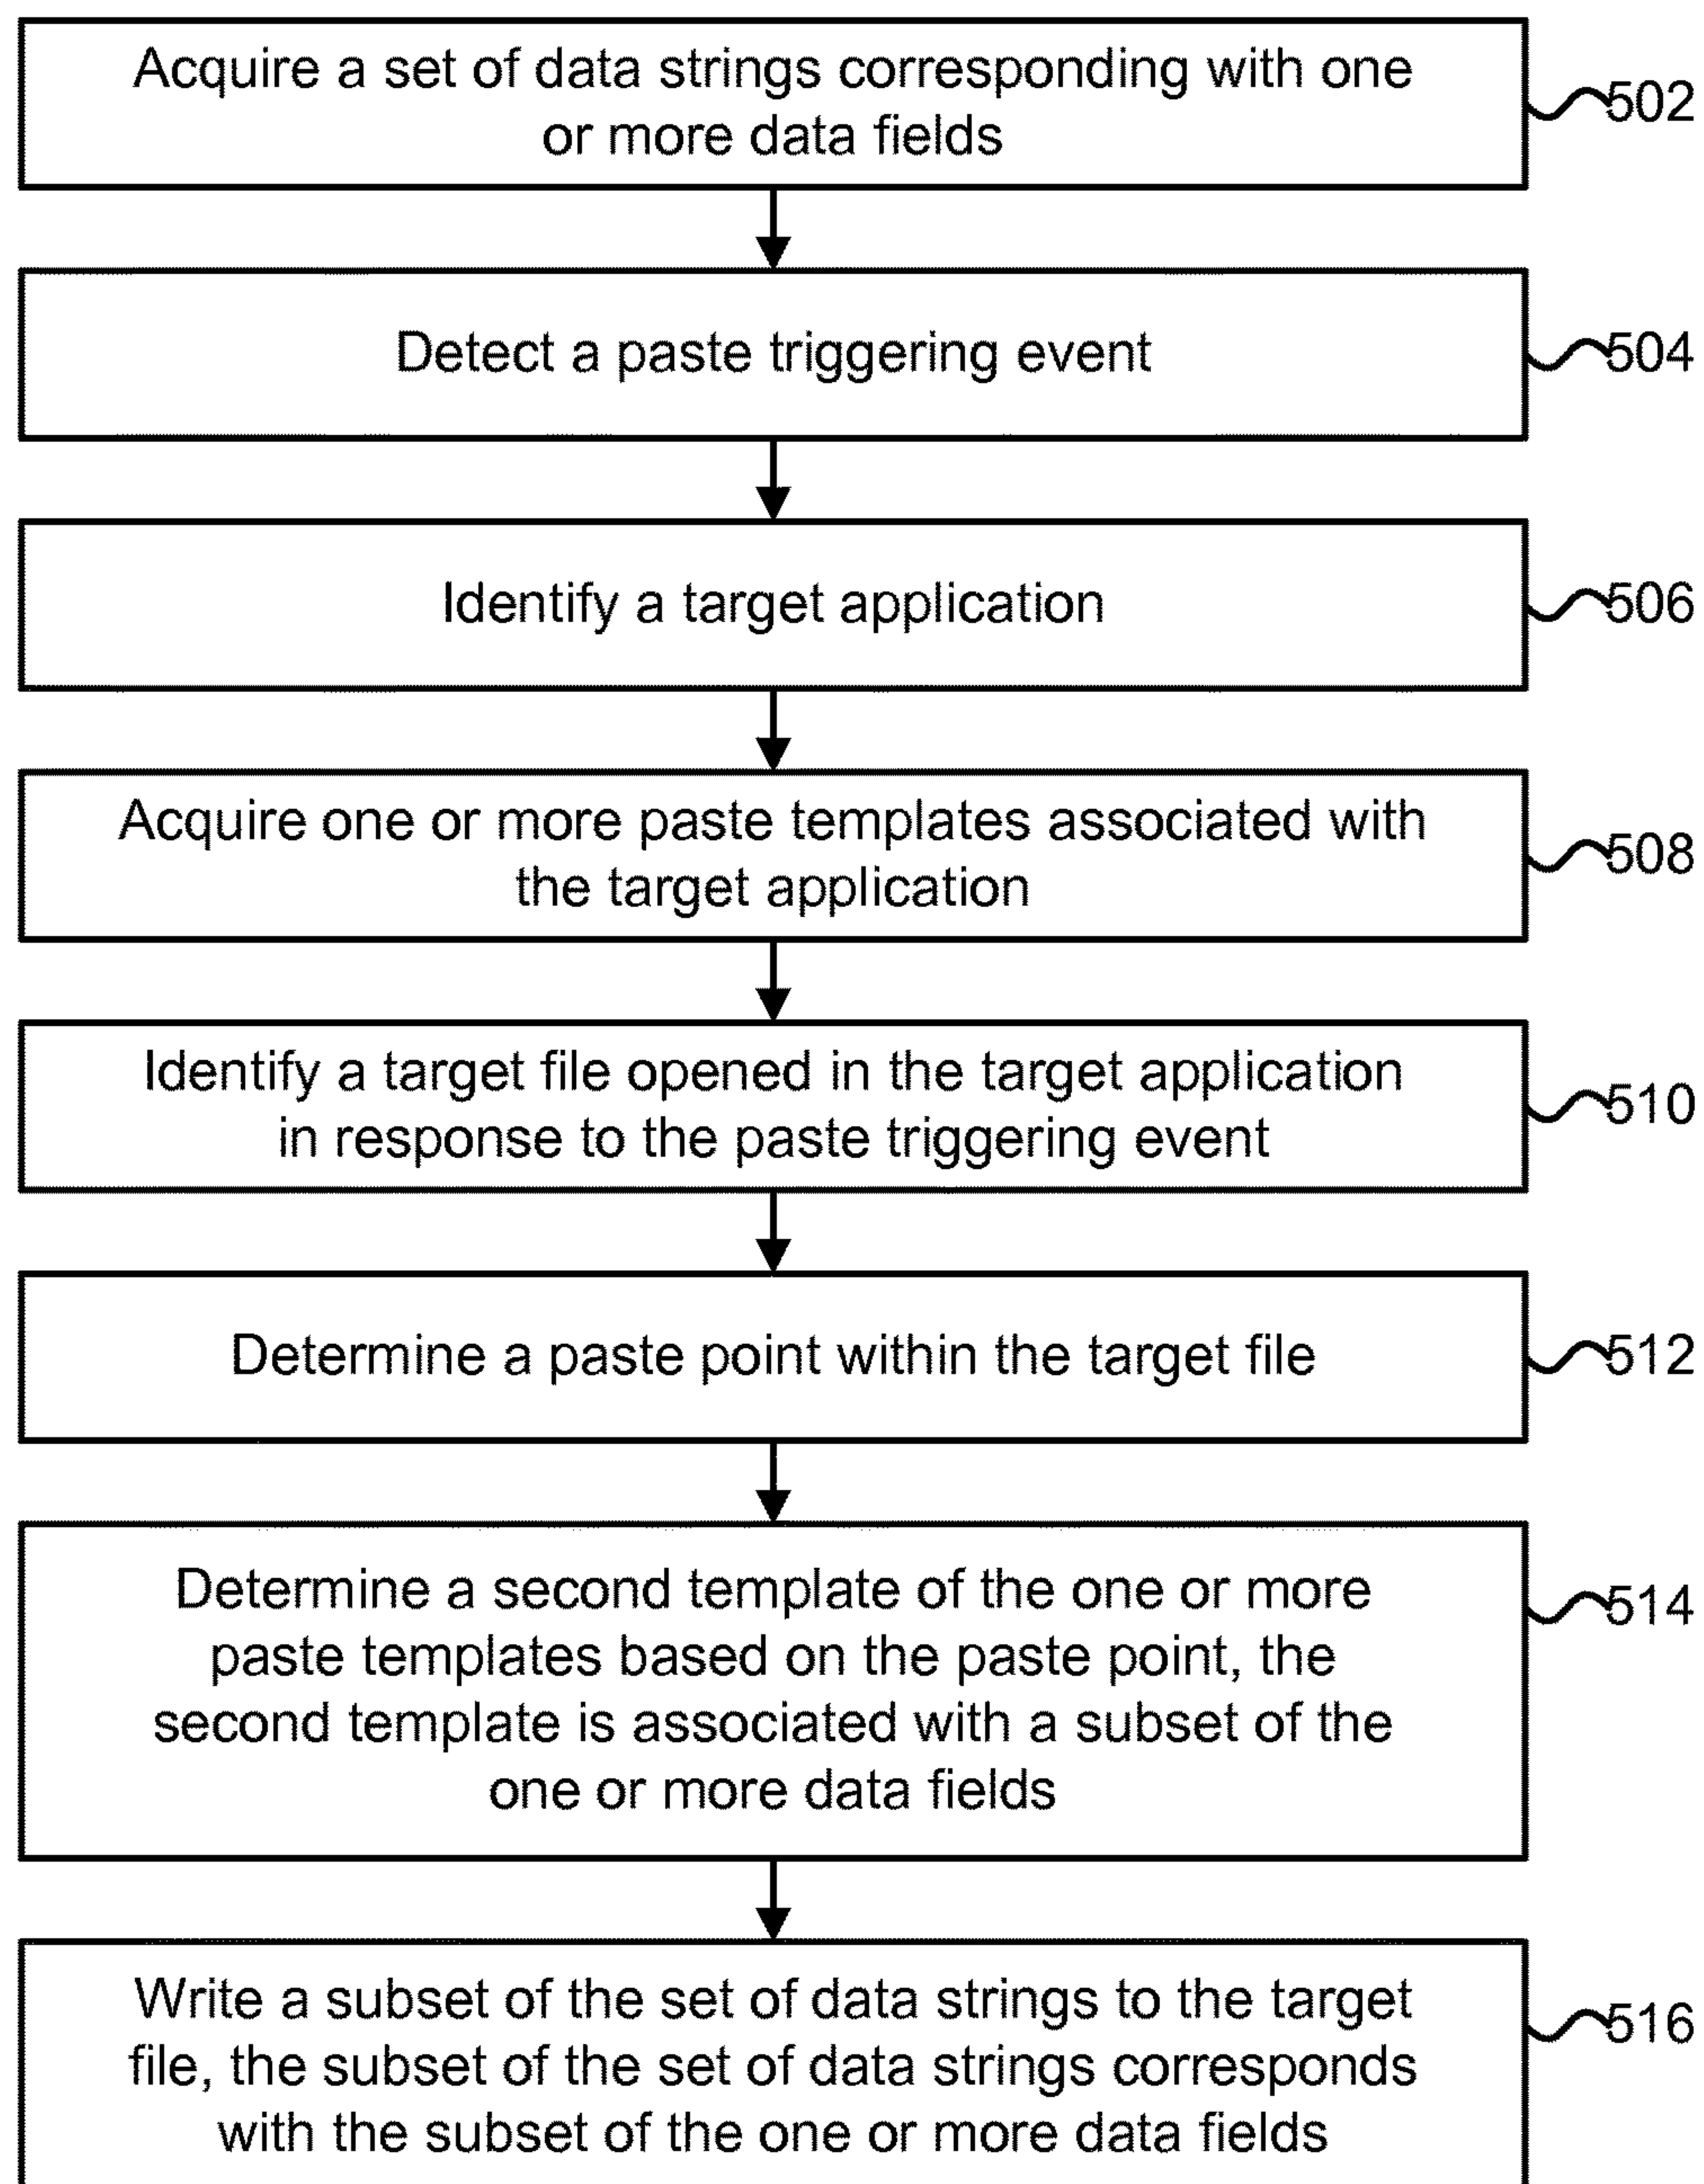 Acquire a set of data strings corresponding with one
or more data fields
502
Detect a paste triggering event
504
Identify a target application
506
Acquire one or more paste templates associated with
the target application
508
Identify a target file opened in the target application
in response to the paste triggering event
510
Determine a paste point within the target file
512
Determine a second template of the one or more
paste templates based on the paste point, the
second template is associated with a subset of the
one or more data fields
514
Write a subset of the set of data strings to the target
file, the subset of the set of data strings corresponds
with the subset of the one or more data fields
516